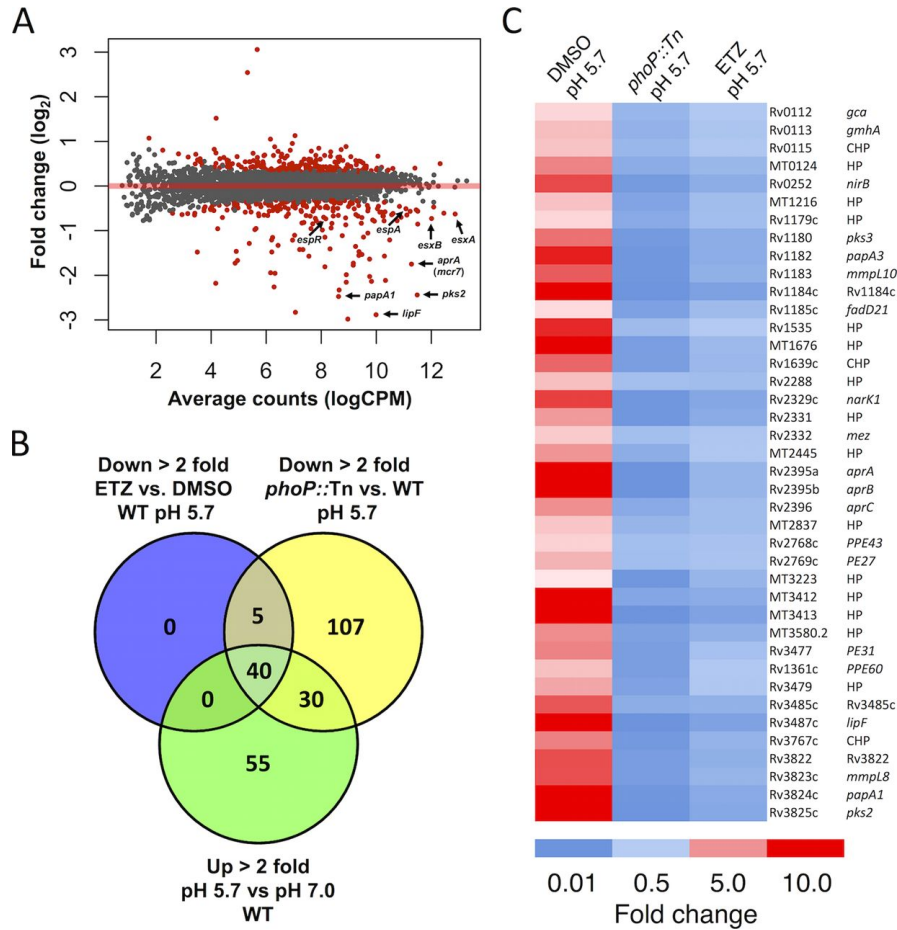 A
Fold change (log2)
3
2
1
0
-1
-2
-3
espR
espA
esxB
esxA
aprA
(mcr7)
papA1
pks2
lipF
2
4
6
8
10
12
Average counts (logCPM)
B
Down > 2 fold
ETZ vs. DMSO
WT pH 5.7
Down > 2 fold
phoP::Tn vs. WT
pH 5.7
0
5
107
40
0
30
55
Up > 2 fold
pH 5.7 vs pH 7.0
WT
C
DMSO
pH 5.7
phoP::Tn
pH 5.7
ETZ
pH 5.7
Rv0112 gca
Rv0113 gmhA
Rv0115 CHP
MT0124 HP
Rv0252 nirB
MT1216 HP
Rv1179c HP
Rv1180 pks3
Rv1182 papA3
Rv1183 mmpL10
Rv1184c Rv1184c
Rv1185c fadD21
Rv1535 HP
MT1676 HP
Rv1639c CHP
Rv2288 HP
Rv2329c narK1
Rv2331 HP
Rv2332 mez
MT2445 HP
Rv2395a aprA
Rv2395b aprB
Rv2396 aprC
MT2837 HP
Rv2768c PPE43
Rv2769c PE27
MT3223 HP
MT3412 HP
MT3413 HP
MT3580.2 HP
Rv3477 PE31
Rv1361c PPE60
Rv3479 HP
Rv3485c Rv3485c
Rv3487c lipF
Rv3767c CHP
Rv3822 Rv3822
Rv3823c mmpL8
Rv3824c papA1
Rv3825c pks2
0.01 0.5 5.0 10.0
Fold change